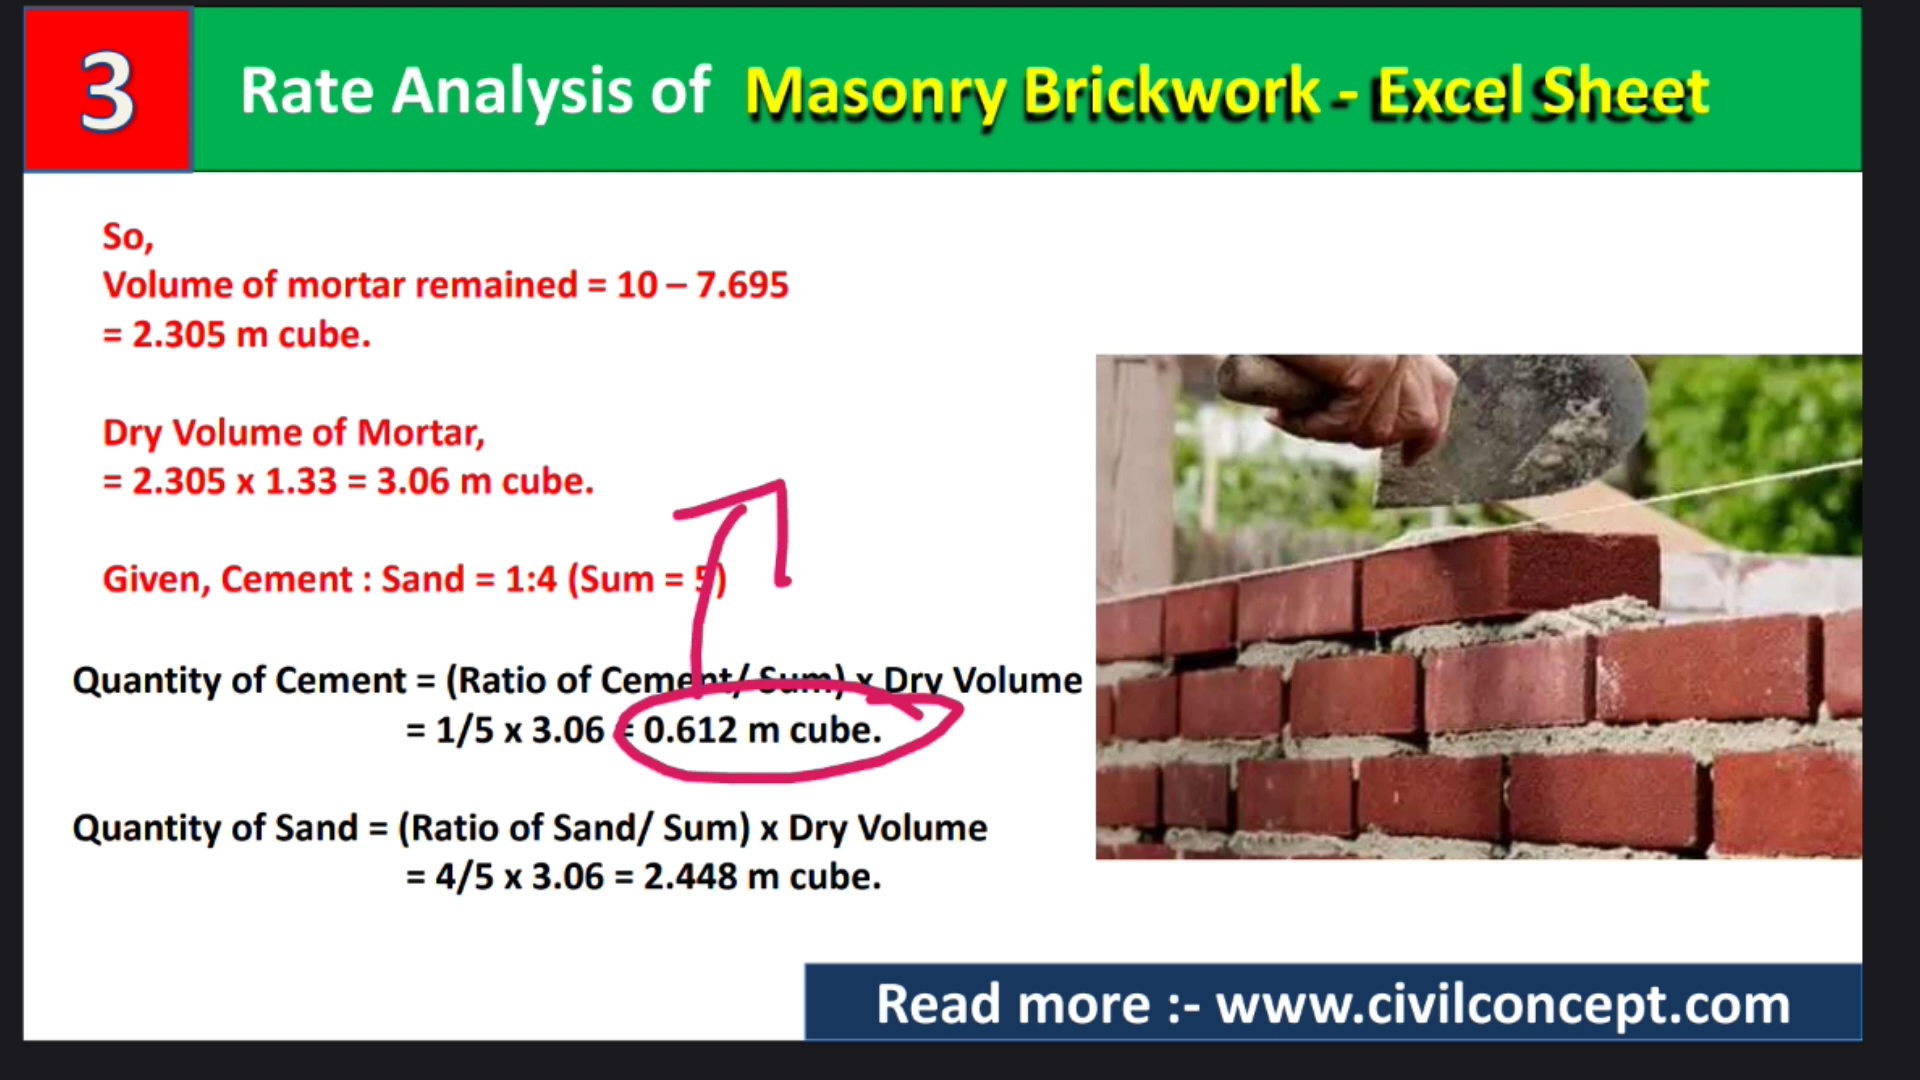 3
Rate Analysis of Masonry Brickwork - Excel Sheet
So,
Volume of mortar remained = 10 – 7.695
= 2.305 m cube.
Dry Volume of Mortar,
= 2.305 x 1.33 = 3.06 m cube.
Given, Cement : Sand = 1:4 (Sum = 5)
Quantity of Cement = (Ratio of Cement/ Sum) x Dry Volume
= 1/5 x 3.06 = 0.612 m cube.
Quantity of Sand = (Ratio of Sand/ Sum) x Dry Volume
= 4/5 x 3.06 = 2.448 m cube.
Read more :- www.civilconcept.com